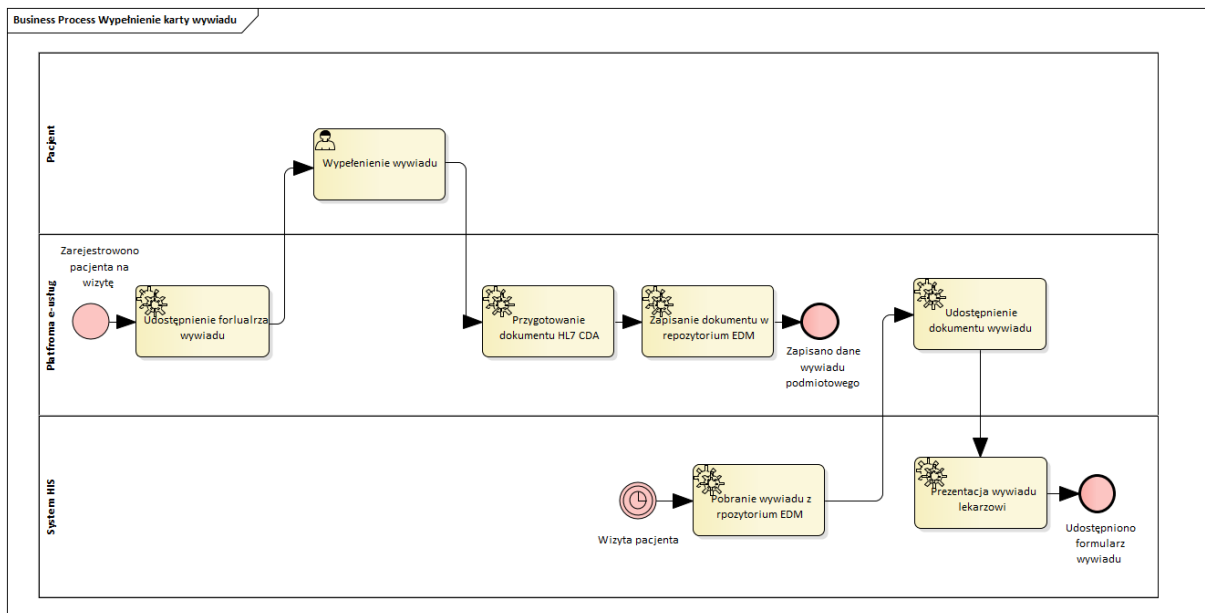 Business Process Wypełnienie karty wywiadu
Pacjent
Wypełenienie wywiadu
Platfroma e-usług
Zarejestrowono
pacjenta na
wizytę
Udostępnienie forlualrza
wywiadu
Przygotowanie
dokumentu HL7 CDA
Zapisanie dokumentu w
repozytorium EDM
Zapisano dane
wywiadu
podmiotowego
Udostępnienie
dokumentu wywiadu
System HIS
Wizyta pacjenta
Pobranie wywiadu z
rpozytorium EDM
Prezentacja wywiadu
lekarzowi
Udostępniono
formularz
wywiadu